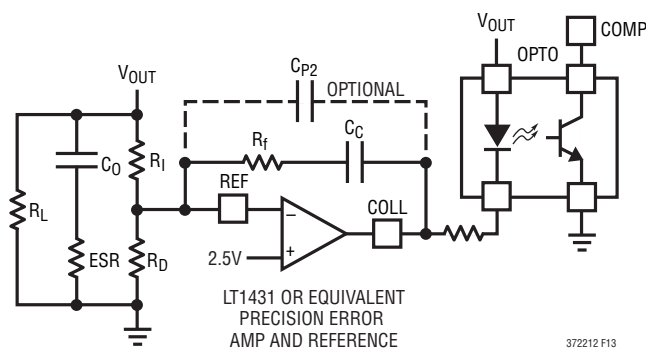 VOUT
COMP
OPTO
VOUT
CP2
OPTIONAL
Rf
CC
CO
RI
REF
COLL
RL
ESR
RD
2.5V
−
+
LT1431 OR EQUIVALENT
PRECISION ERROR
AMP AND REFERENCE
372212 F13